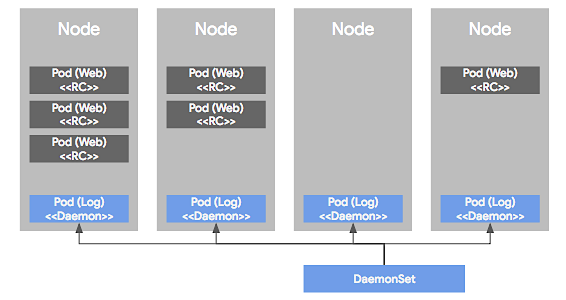 Node
Pod (Web)
<<RC>>
Pod (Web)
<<RC>>
Pod (Web)
<<RC>>
Pod (Log)
<<Daemon>>
Node
Pod (Web)
<<RC>>
Pod (Web)
<<RC>>
Pod (Log)
<<Daemon>>
Node
Pod (Log)
<<Daemon>>
Node
Pod (Web)
<<RC>>
Pod (Log)
<<Daemon>>
DaemonSet